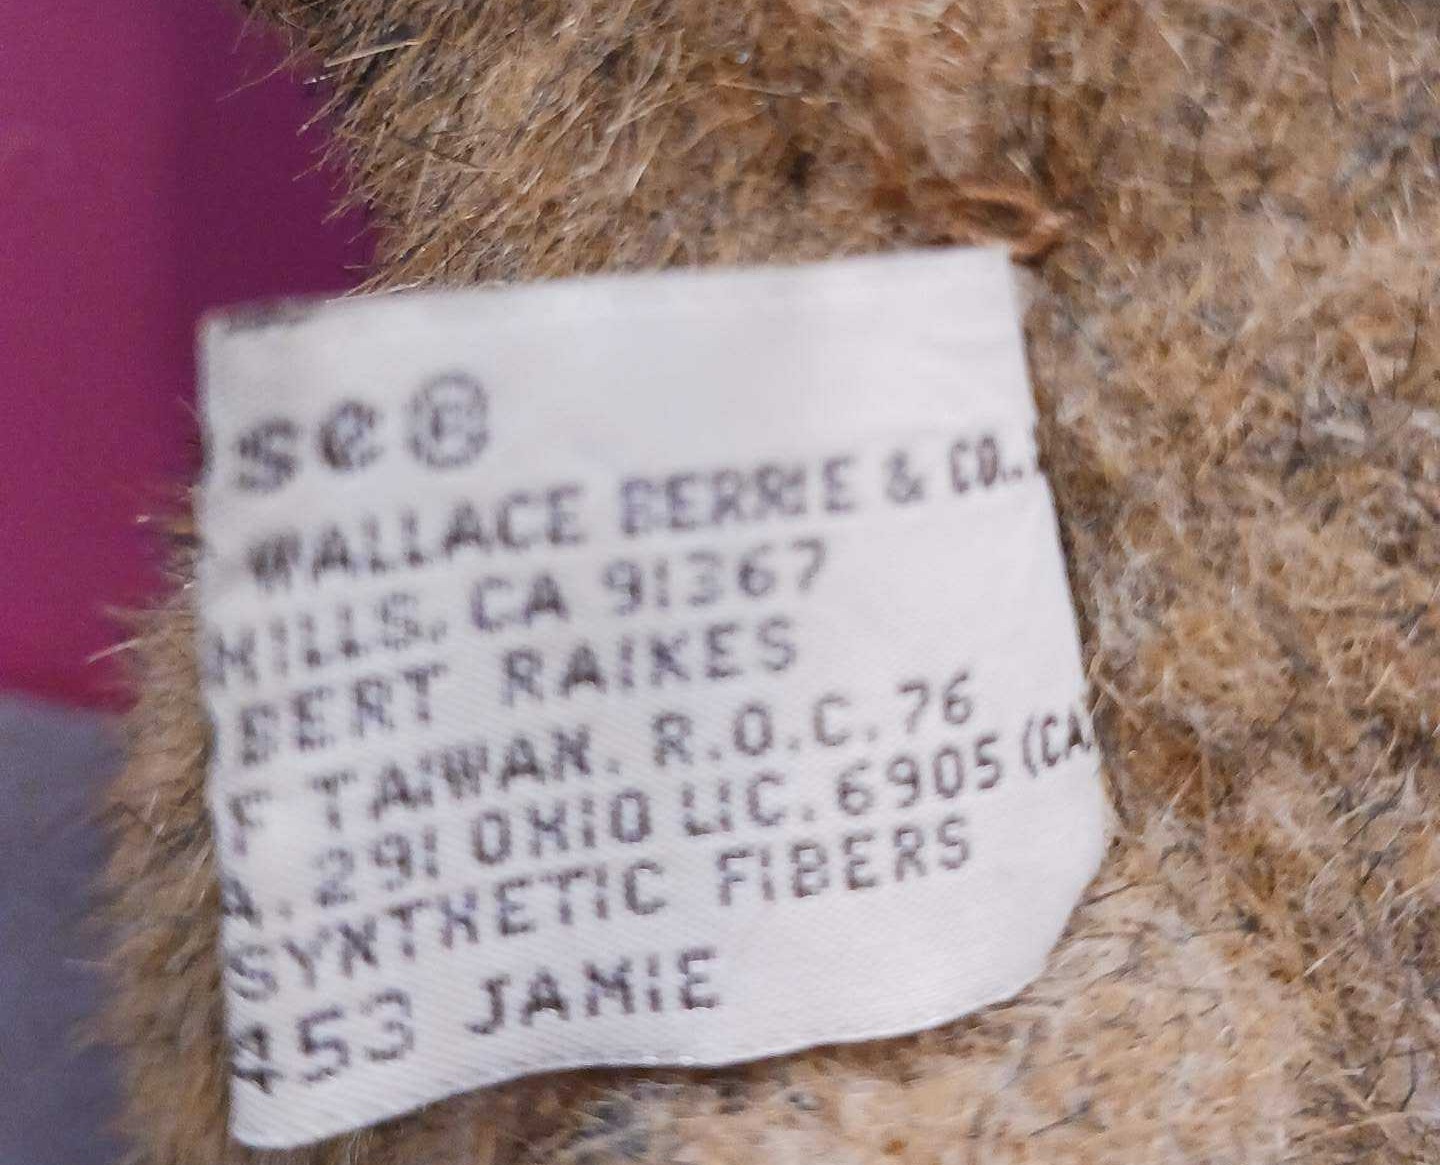 se®
WALLACE BERRIE & CO.,
HILLS, CA 91367
BERT RAIKES
F TAIWAN, R.O.C. 76
A. 291 OHIO LIC. 6905 (CA)
SYNTHETIC FIBERS
453 JAMIE